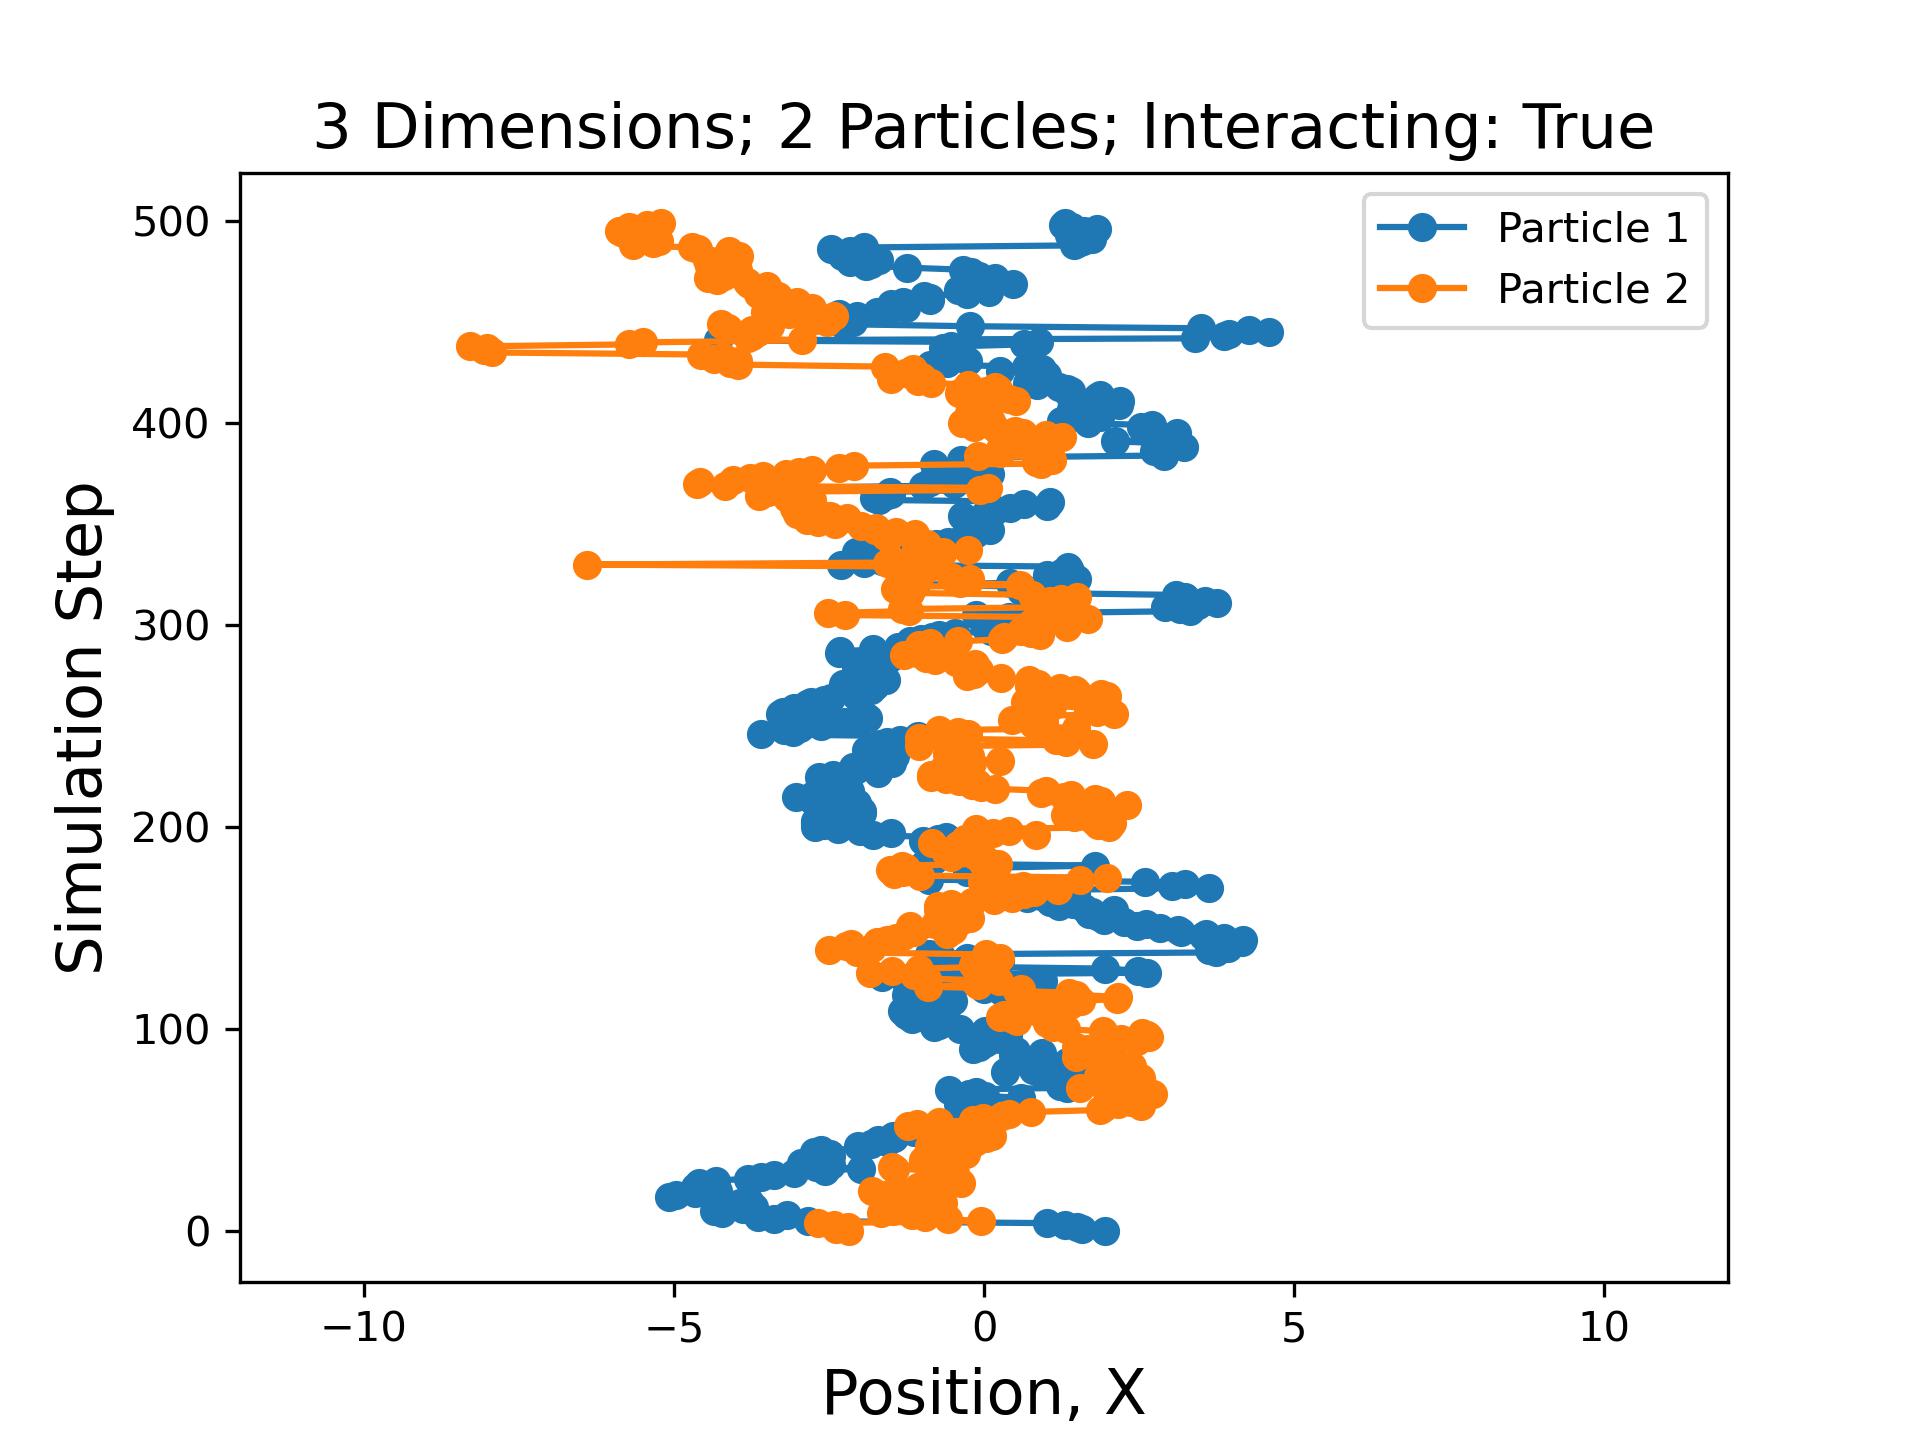 3 Dimensions; 2 Particles; Interacting: True
Particle 1
Particle 2
Simulation Step
500
400
300
200
100
0
−10
−5
0
5
10
Position, X